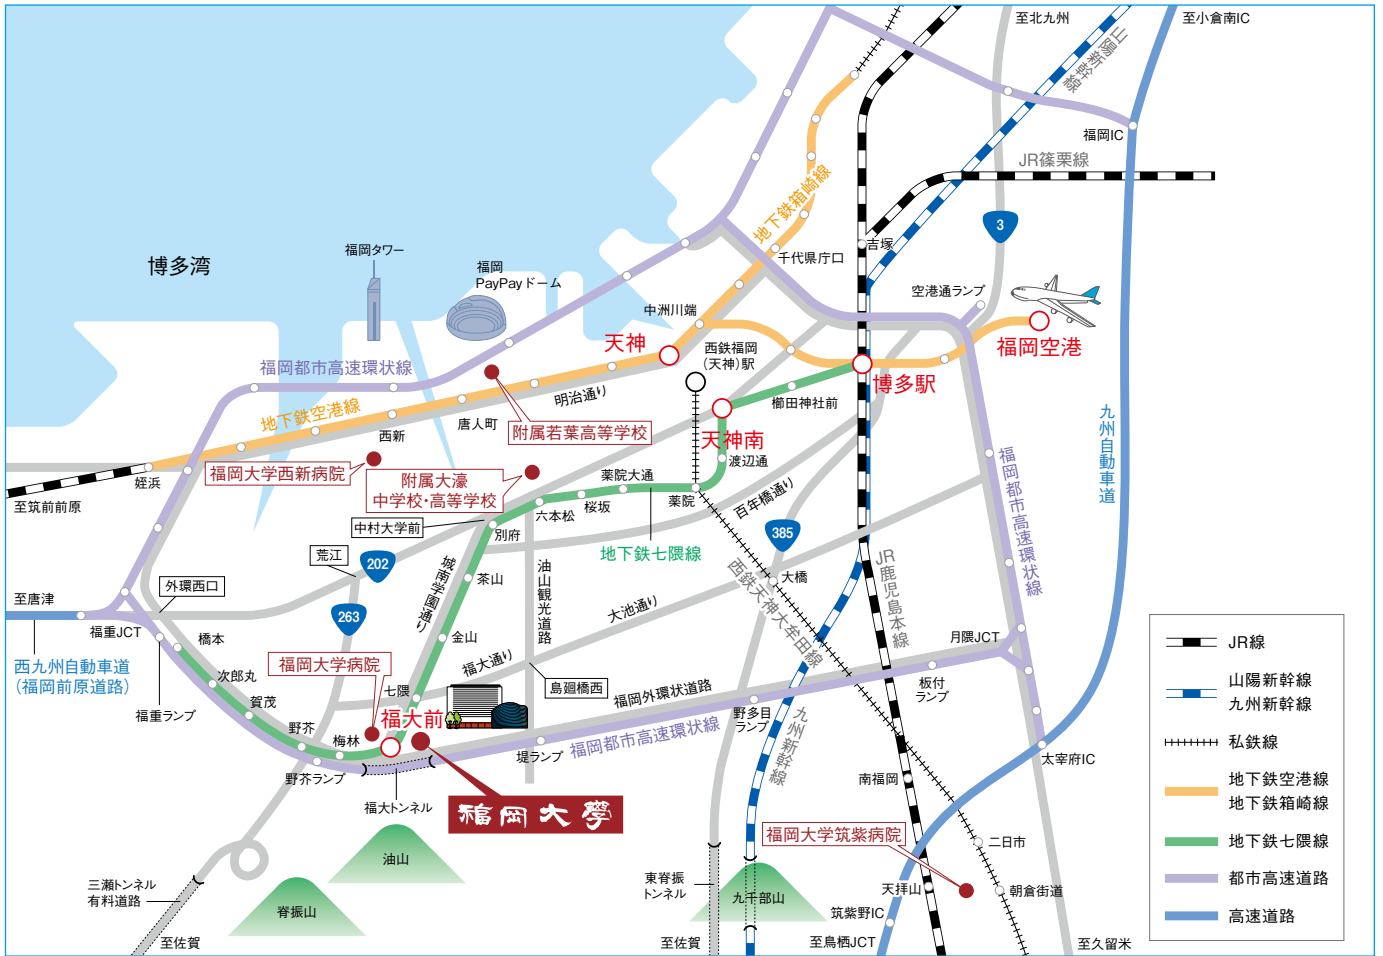 至北九州
至小倉南IC
山陽新幹線
福岡IC
JR篠栗線
地下鉄箱崎線
3
吉塚
千代県庁口
福岡タワー
博多湾
福岡
PayPayドーム
空港通ランプ
中洲川端
天神
西鉄福岡
(天神)駅
福岡空港
福岡都市高速環状線
博多駅
明治通り
櫛田神社前
地下鉄空港線
唐人町
西新
附属若葉高等学校
天神南
九州自動車道
福岡大学西新病院
附属大濠
中学校・高等学校
渡辺通
福岡都市高速環状線
姪浜
薬院大通
薬院
百年橋通り
至筑前前原
桜坂
六本松
中村大学前
別府
385
地下鉄七隈線
荒江
202
城南学園通り
茶山
油山観光道路
JR鹿児島本線
西鉄天神大牟田線
大橋
外環西口
至唐津
263
大池通り
福重JCT
橋本
金山
月隈JCT
JR線
西九州自動車道
(福岡前原道路)
福岡大学病院
福大通り
次郎丸
七隈
島廻橋西
福岡外環状道路
板付
ランプ
山陽新幹線
九州新幹線
賀茂
福重ランプ
福大前
野多目
ランプ
九州新幹線
野芥
梅林
福岡都市高速環状線
私鉄線
堤ランプ
太宰府IC
野芥ランプ
南福岡
地下鉄空港線
地下鉄箱崎線
福大トンネル
福岡大學
福岡大学筑紫病院
二日市
地下鉄七隈線
油山
三瀬トンネル
有料道路
東脊振
トンネル
天拝山
朝倉街道
都市高速道路
九千部山
脊振山
筑紫野IC
高速道路
至佐賀
至佐賀
至鳥栖JCT
至久留米